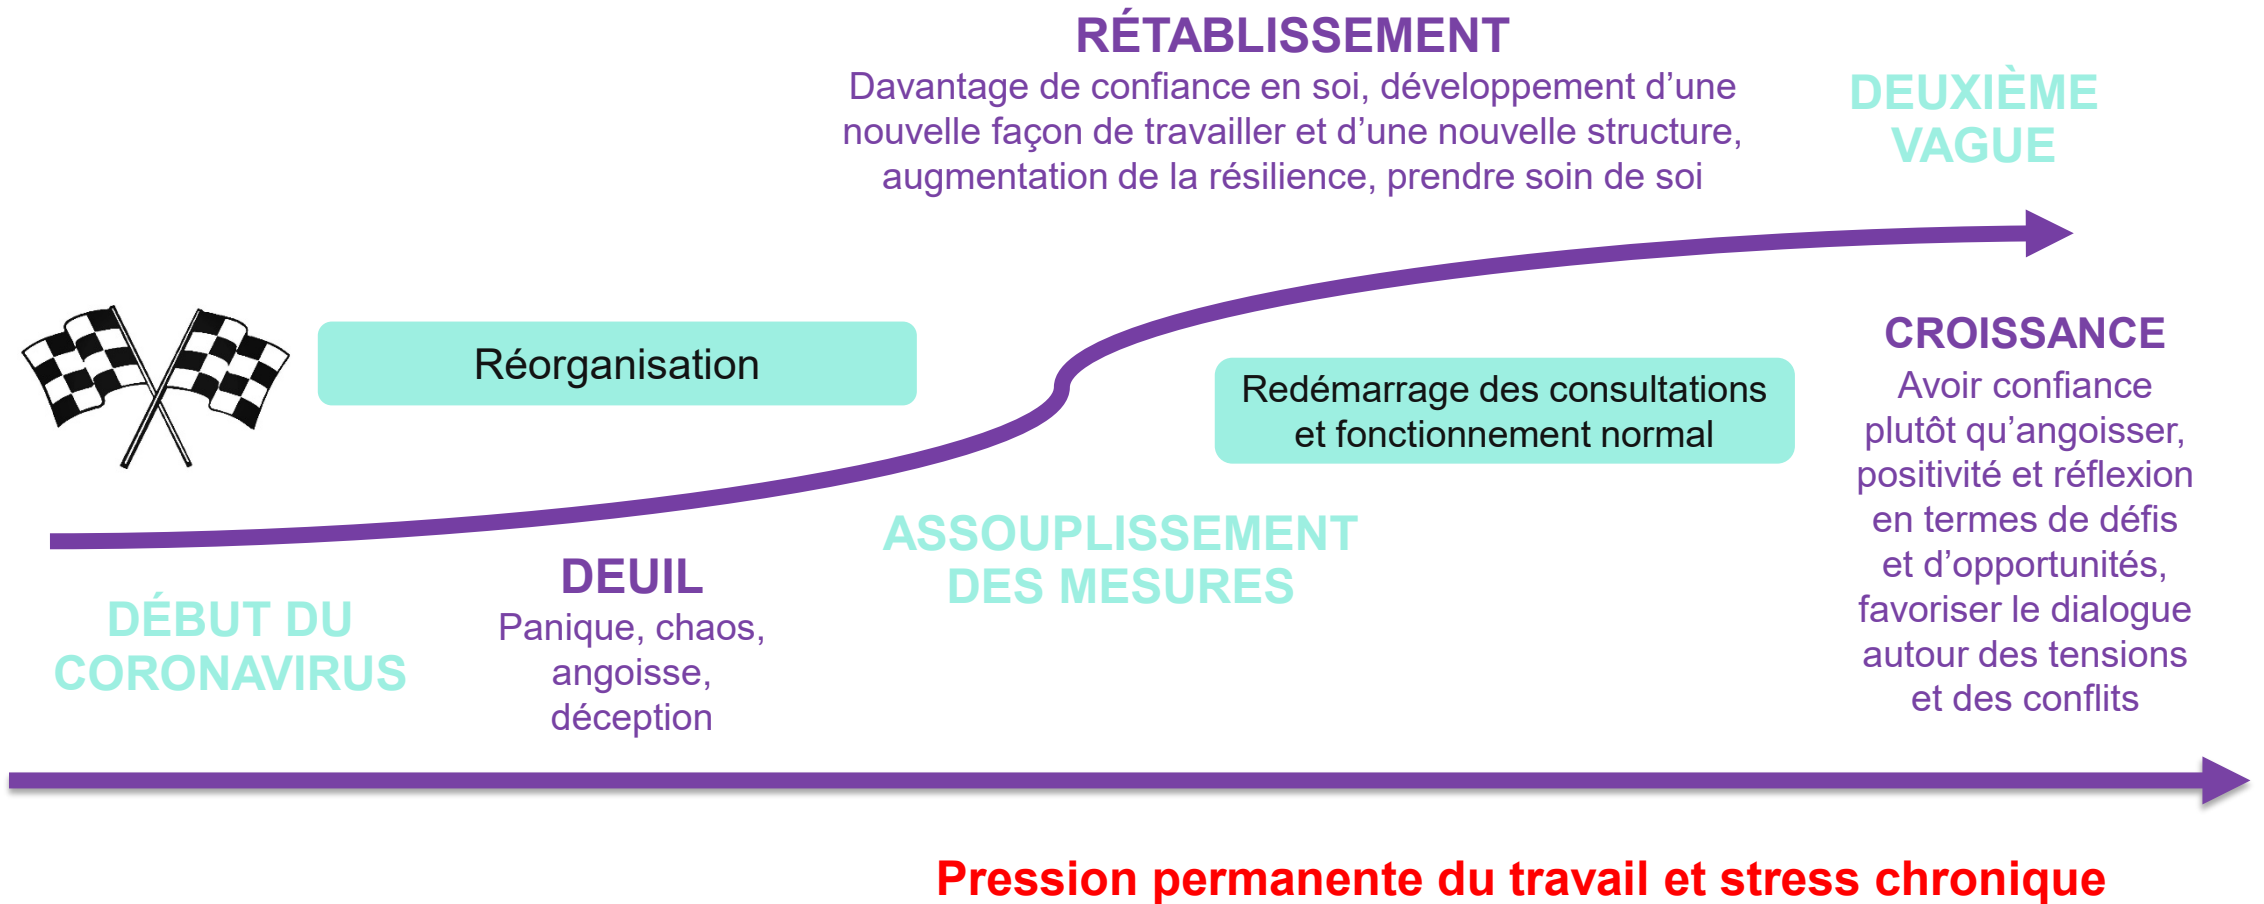 RÉTABLISSEMENT
Davantage de confiance en soi, développement d’une
nouvelle façon de travailler et d’une nouvelle structure,
augmentation de la résilience, prendre soin de soi
DEUXIÈME
VAGUE
Réorganisation
Redémarrage des consultations
et fonctionnement normal
CROISSANCE
Avoir confiance
plutôt qu’angoisser,
positivité et réflexion
en termes de défis
et d’opportunités,
favoriser le dialogue
autour des tensions
et des conflits
ASSOUPLISSEMENT
DES MESURES
DEUIL
Panique, chaos,
angoisse,
déception
DÉBUT DU
CORONAVIRUS
Pression permanente du travail et stress chronique